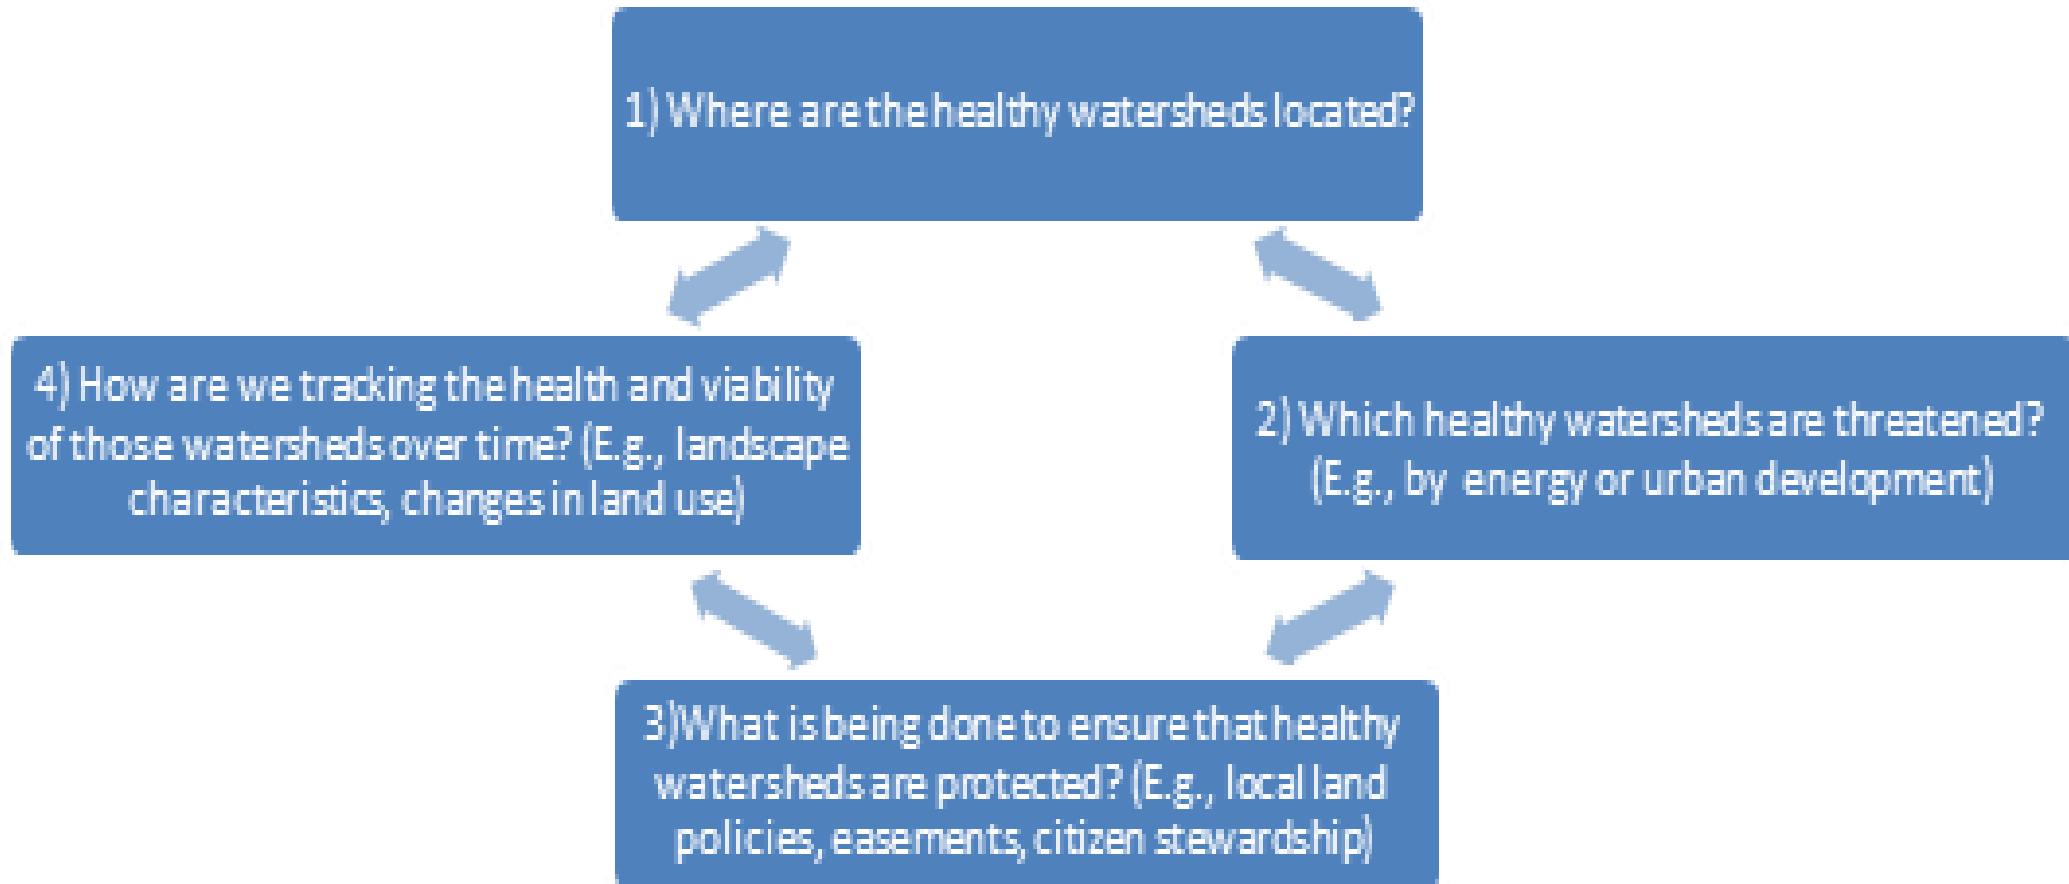 1) Where are the healthy watersheds located?
2) Which healthy watersheds are threatened?
(E.g., by energy or urban development)
3)What is being done to ensure that healthy
watersheds are protected? (E.g., local land
policies, easements, citizen stewardship)
4) How are we tracking the health and viability
of those watersheds over time? (E.g., landscape
characteristics, changes in land use)